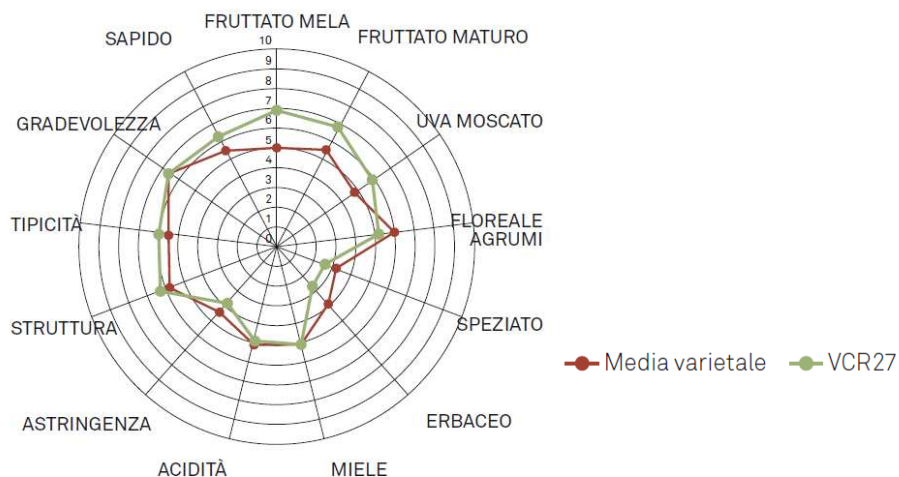 FRUTTATO MELA
SAPIDO
FRUTTATO MATURO
10
9
8
7
6
5
4
3
2
1
0
GRADEVOLEZZA
UVA MOSCATO
TIPICITÀ
FLOREALE
AGRUMI
STRUTTURA
SPEZIATO
Media varietale
VCR27
ASTRINGENZA
ERBACEO
ACIDITÀ
MIELE